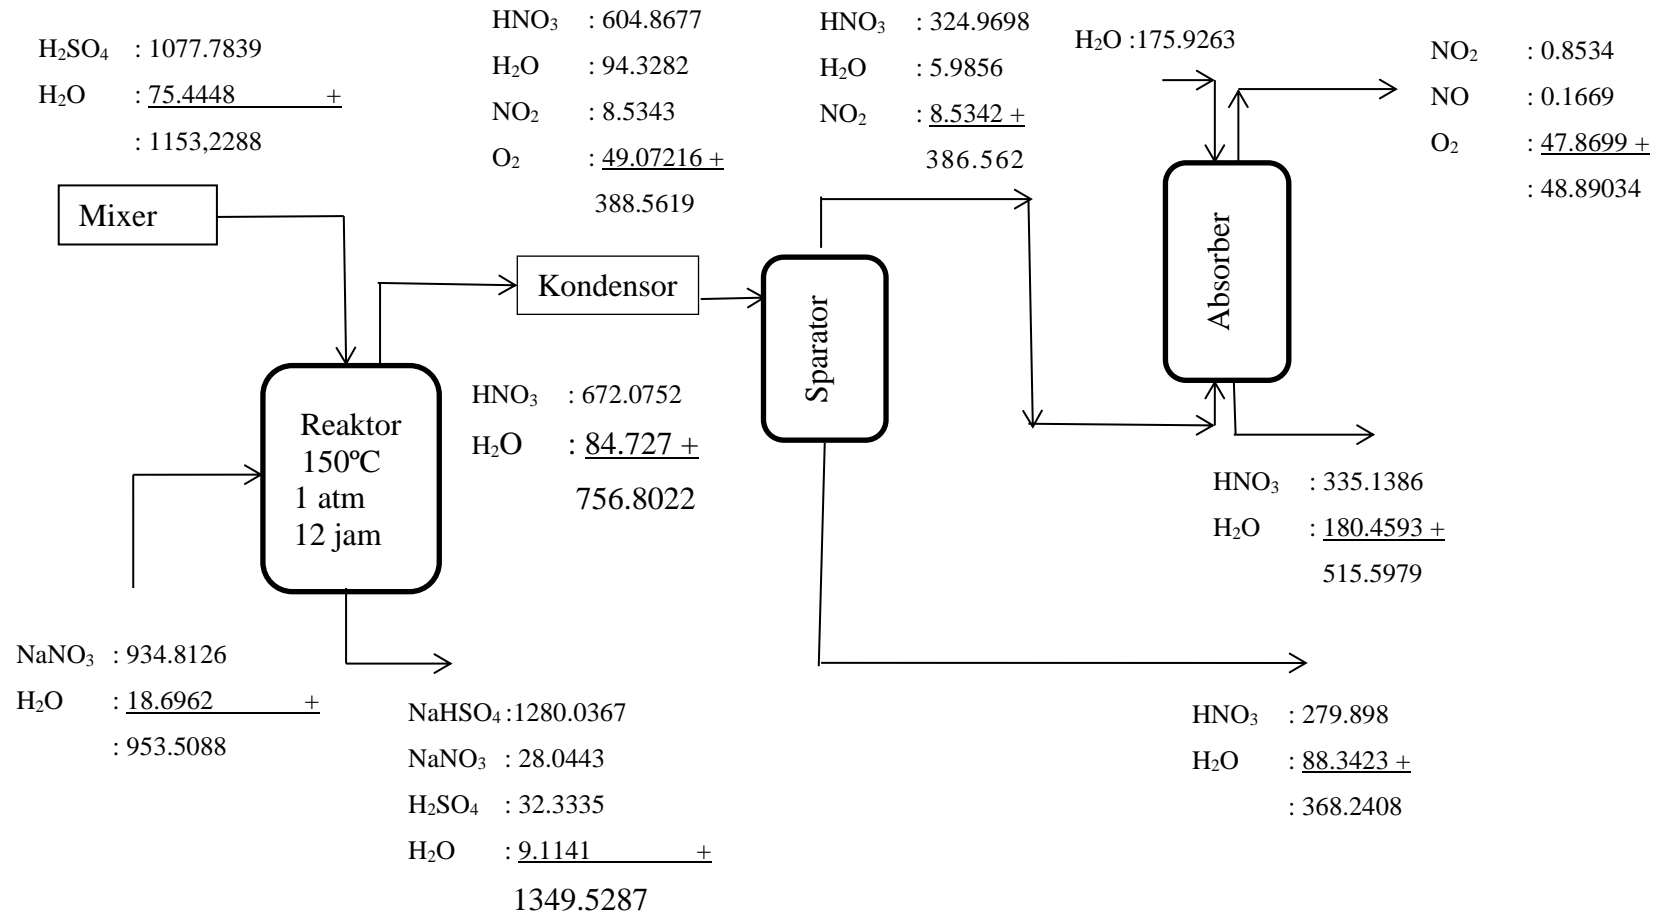 H₂SO₄ : 1077.7839
H₂O : 75.4448 +
: 1153,2288
HNO₃ : 604.8677
H₂O : 94.3282
NO₂ : 8.5343
O₂ : 49.07216 +
388.5619
HNO₃ : 324.9698
H₂O : 5.9856
NO₂ : 8.5342 +
386.562
H₂O :175.9263
NO₂ : 0.8534
NO : 0.1669
O₂ : 47.8699 +
: 48.89034
Mixer
Kondensor
Sparator
Absorber
Reaktor
150ºC
1 atm
12 jam
HNO₃ : 672.0752
H₂O : 84.727 +
756.8022
HNO₃ : 335.1386
H₂O : 180.4593 +
515.5979
NaNO₃ : 934.8126
H₂O : 18.6962 +
: 953.5088
NaHSO₄ :1280.0367
NaNO₃ : 28.0443
H₂SO₄ : 32.3335
H₂O : 9.1141 +
1349.5287
HNO₃ : 279.898
H₂O : 88.3423 +
: 368.2408